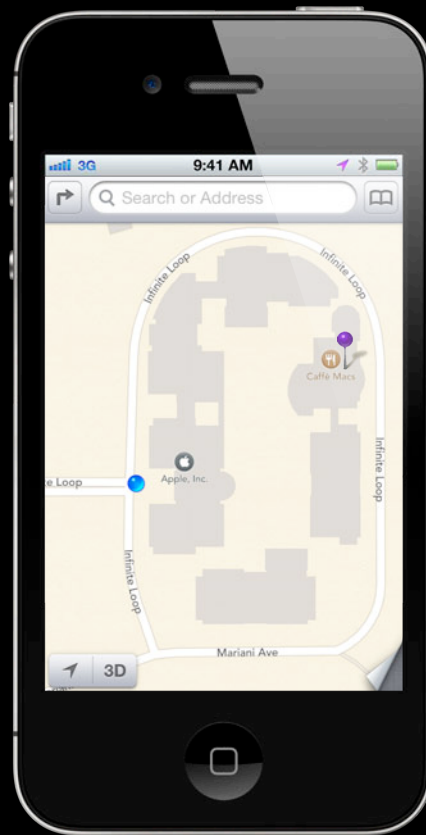 3G 9:41 AM
Search or Address
Infinite Loop
Infinite Loop
Caffè Macs
Apple, Inc.
te Loop
Infinite Loop
Infinite Loop
Mariani Ave
3D